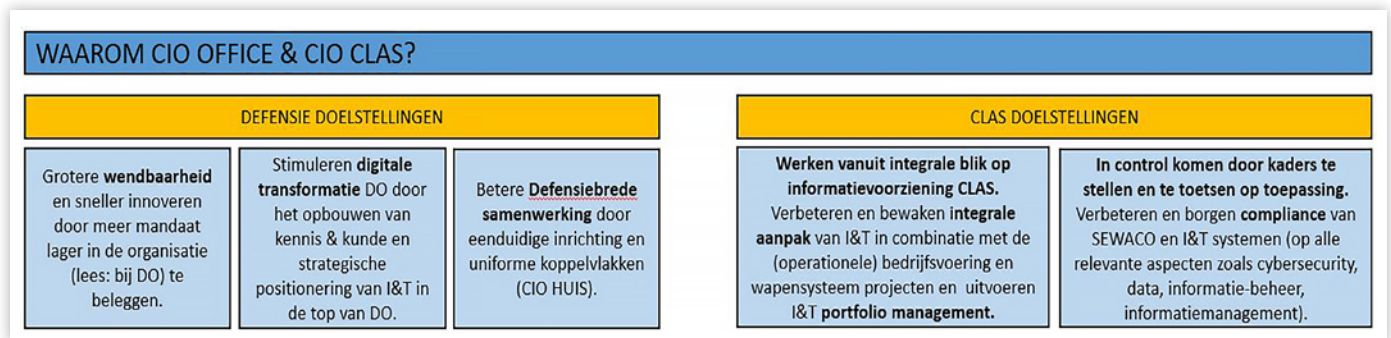 WAAROM CIO OFFICE & CIO CLAS?
DEFENSIE DOELSTELLINGEN
Grotere wendbaarheid
en sneller innoveren
door meer mandaat
lager in de organisatie
(lees: bij DO) te
beleggen.
Stimuleren digitale
transformatie DO door
het opbouwen van
kennis & kunde en
strategische
positionering van I&T in
de top van DO.
Betere Defensiebrede
samenwerking door
eenduidige inrichting en
uniforme koppelvlakken
(CIO HUIS).
CLAS DOELSTELLINGEN
Werken vanuit integrale blik op
informatievoorziening CLAS.
Verbeteren en bewaken integrale
aanpak van I&T in combinatie met de
(operationele) bedrijfsvoering en
wapensysteem projecten en uitvoeren
I&T portfolio management.
In control komen door kaders te
stellen en te toetsen op toepassing.
Verbeteren en borgen compliance van
SEWACO en I&T systemen (op alle
relevante aspecten zoals cybersecurity,
data, informatie-beheer,
informatiemanagement).